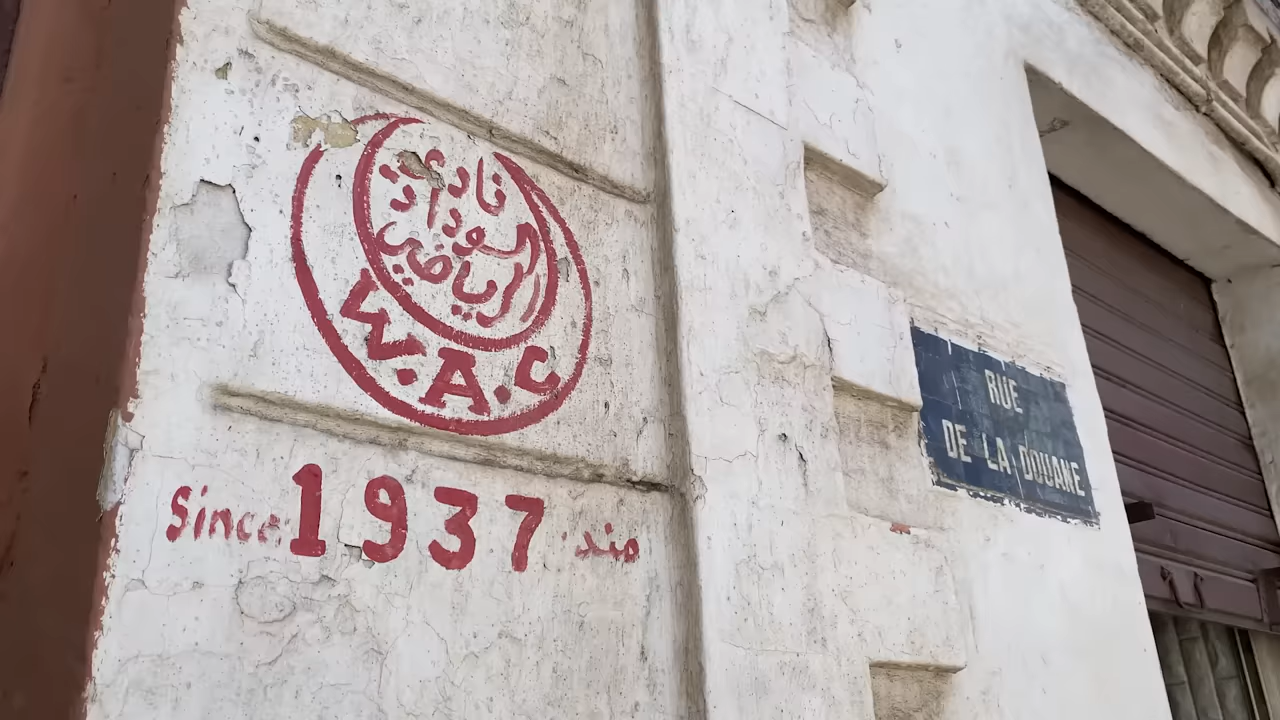 نادي
الوداد
الرياضي
W.A.C
Since 1937 منذ
RUE
DE LA DOUANE